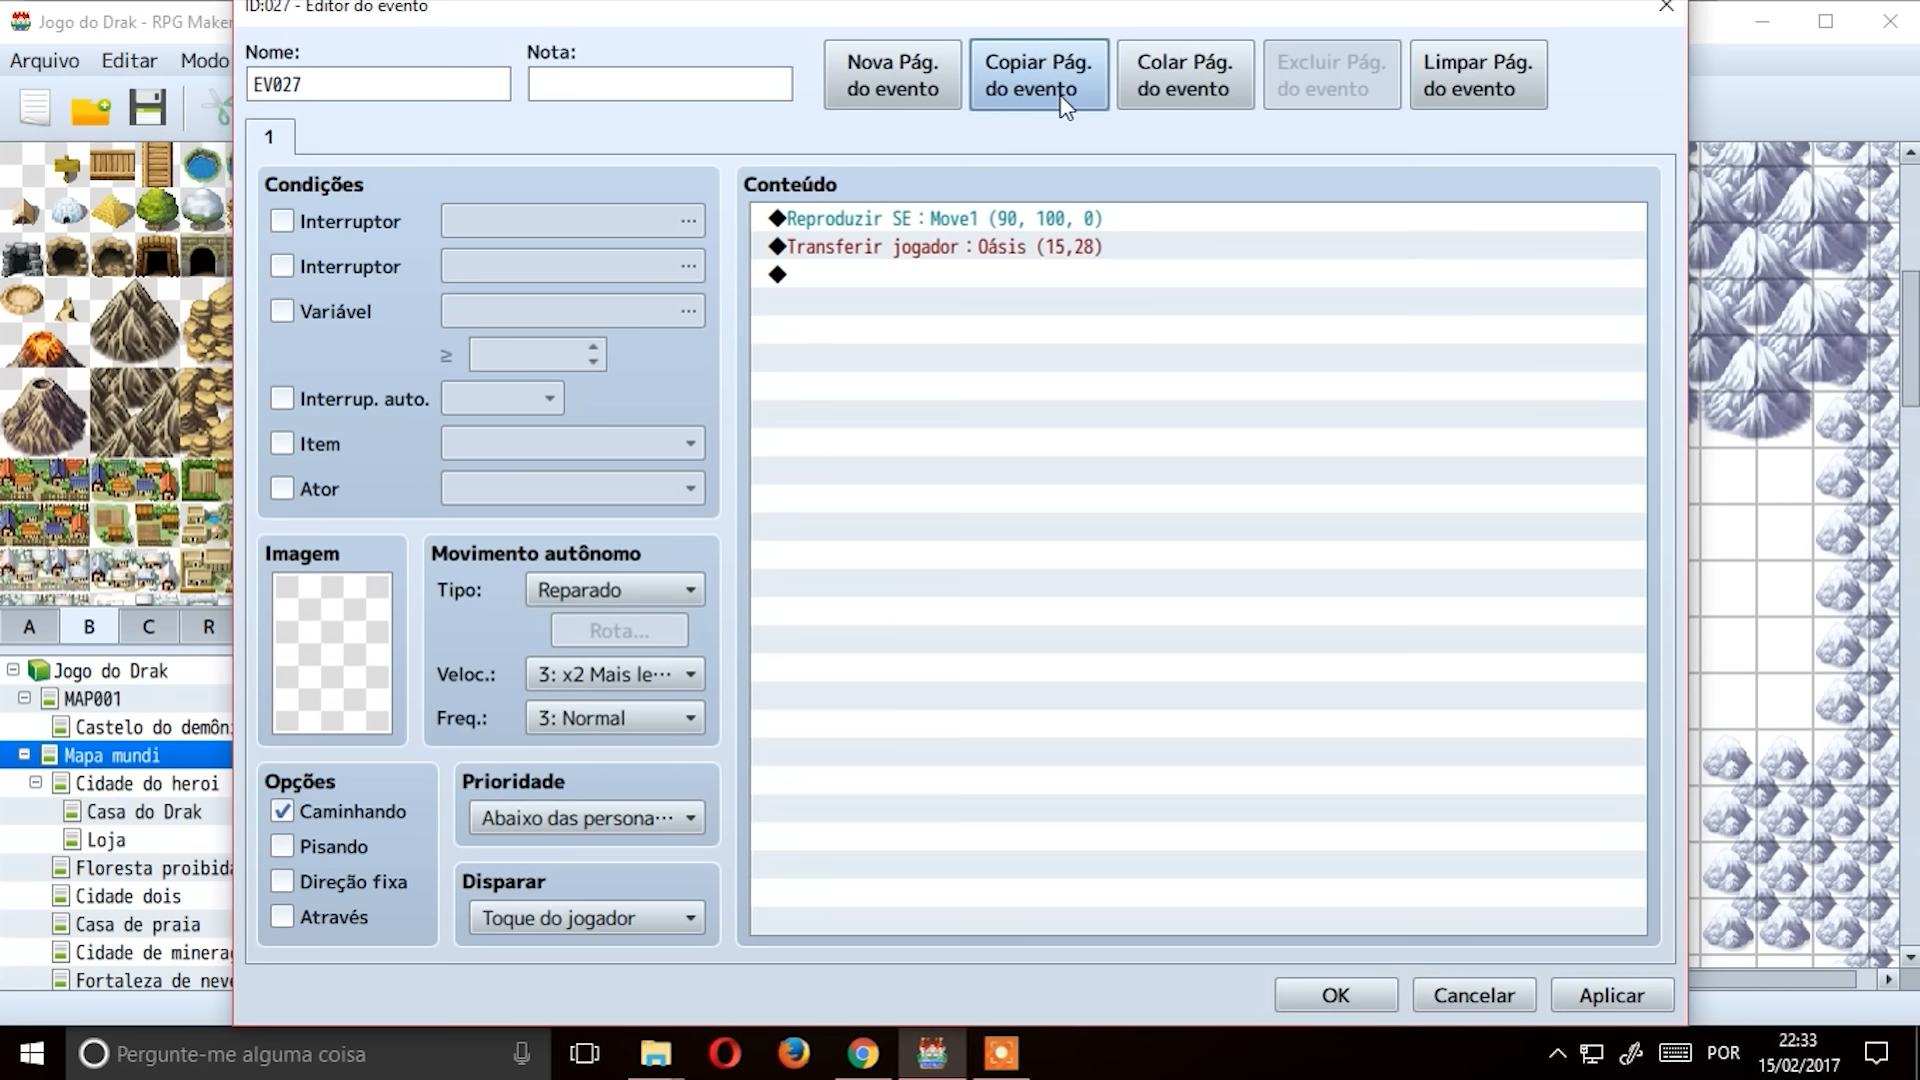 Jogo do Drak - RPG Maker
ID:027 - Editor do evento
Arquivo Editar Modo
Nome:
Nota:
EV027
Nova Pág. do evento
Copiar Pág. do evento
Colar Pág. do evento
Excluir Pág. do evento
Limpar Pág. do evento
1
Condições
Interruptor ...
Interruptor ...
Variável ...
≥
Interrup. auto.
Item
Ator
Imagem
Movimento autônomo
Tipo: Reparado
Rota...
Veloc.: 3: x2 Mais le...
Freq.: 3: Normal
Opções
Caminhando
Pisando
Direção fixa
Através
Prioridade
Abaixo das persona...
Disparar
Toque do jogador
Conteúdo
◆Reproduzir SE：Move1 (90, 100, 0)
◆Transferir jogador：Oásis (15,28)
◆
A B C R
Jogo do Drak
MAP001
Castelo do demôni
Mapa mundi
Cidade do heroi
Casa do Drak
Loja
Floresta proibida
Cidade dois
Casa de praia
Cidade de mineraç
Fortaleza de neve
OK Cancelar Aplicar
Pergunte-me alguma coisa
POR
22:33
15/02/2017